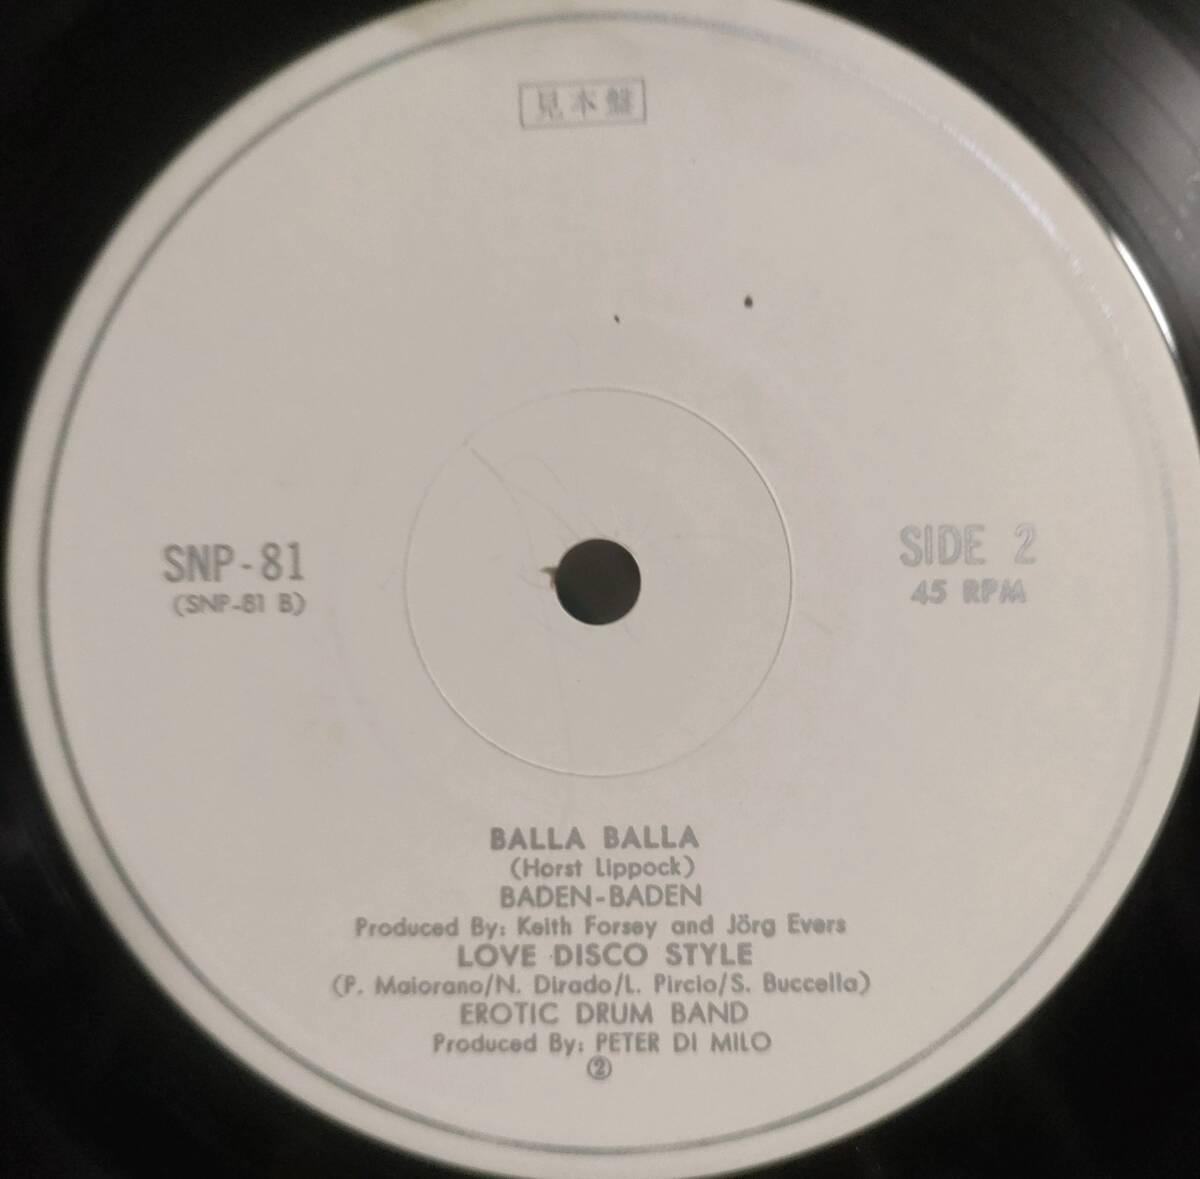 見本盤
SNP-81
(SNP-81 B)
SIDE 2
45 RPM
BALLA BALLA
(Horst Lippock)
BADEN-BADEN
Produced By: Keith Forsey and Jörg Evers
LOVE DISCO STYLE
(P. Maiorano/N. Dirado/L. Pircio/S. Buccella)
EROTIC DRUM BAND
Produced By: PETER DI MILO
②